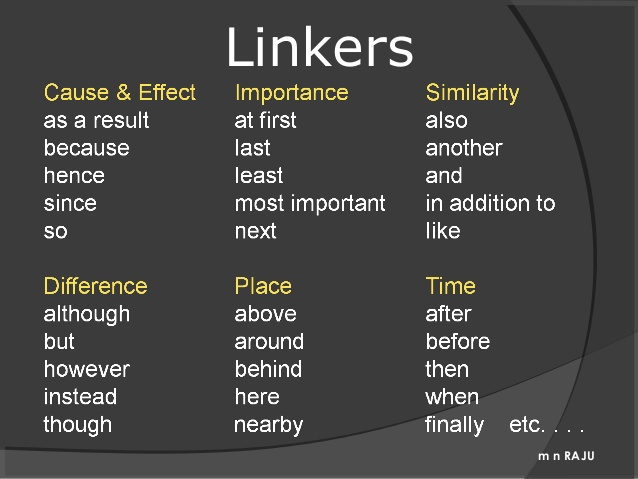 Linkers
Cause & Effect
as a result
because
hence
since
so
Importance
at first
last
least
most important
next
Similarity
also
another
and
in addition to
like
Difference
although
but
however
instead
though
Place
above
around
behind
here
nearby
Time
after
before
then
when
finally etc. . . .
m n RAJU